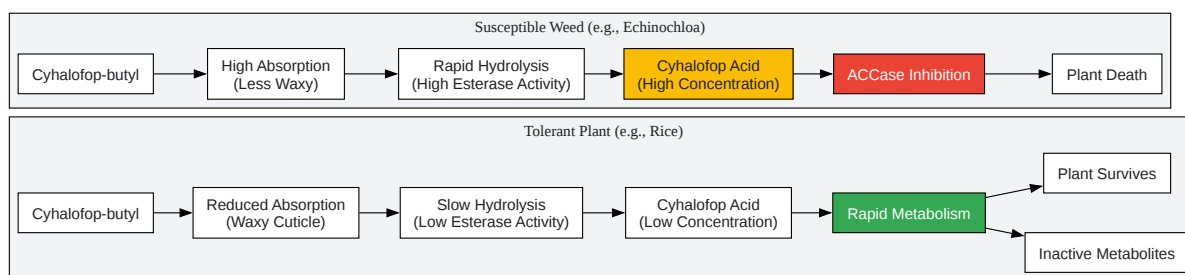 Susceptible Weed (e.g., Echinochloa)
Cyhalofop-butyl
High Absorption
(Less Waxy)
Rapid Hydrolysis
(High Esterase Activity)
Cyhalofop Acid
(High Concentration)
ACCase Inhibition
Plant Death
Tolerant Plant (e.g., Rice)
Cyhalofop-butyl
Reduced Absorption
(Waxy Cuticle)
Slow Hydrolysis
(Low Esterase Activity)
Cyhalofop Acid
(Low Concentration)
Rapid Metabolism
Plant Survives
Inactive Metabolites